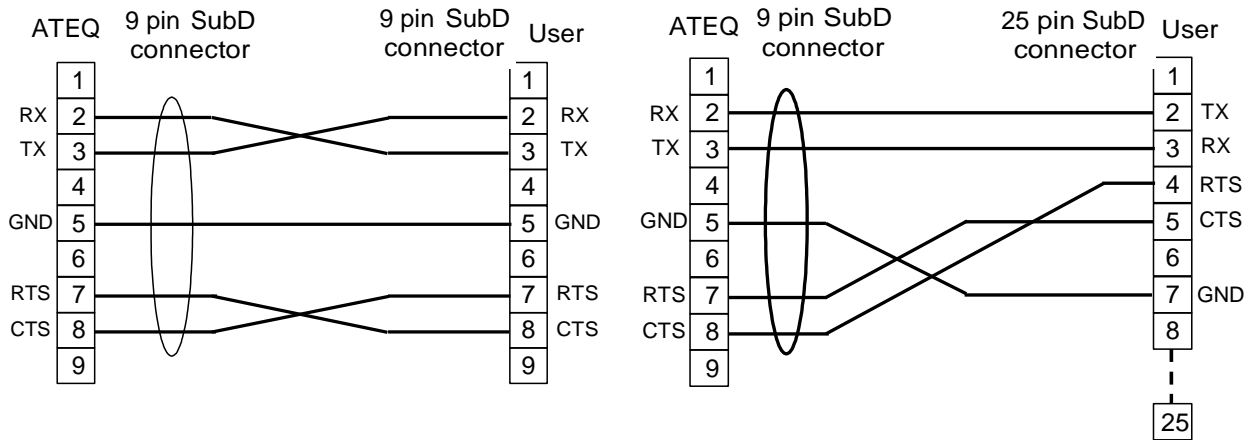 ATEQ 9 pin SubD connector 9 pin SubD connector User
1 1
RX 2 2 RX
TX 3 3 TX
4 4
GND 5 5 GND
6 6
RTS 7 7 RTS
CTS 8 8 CTS
9 9
ATEQ 9 pin SubD connector 25 pin SubD connector User
1 1
RX 2 2 TX
TX 3 3 RX
4 4 RTS
GND 5 5 CTS
6 6
RTS 7 7 GND
CTS 8 8
9
25